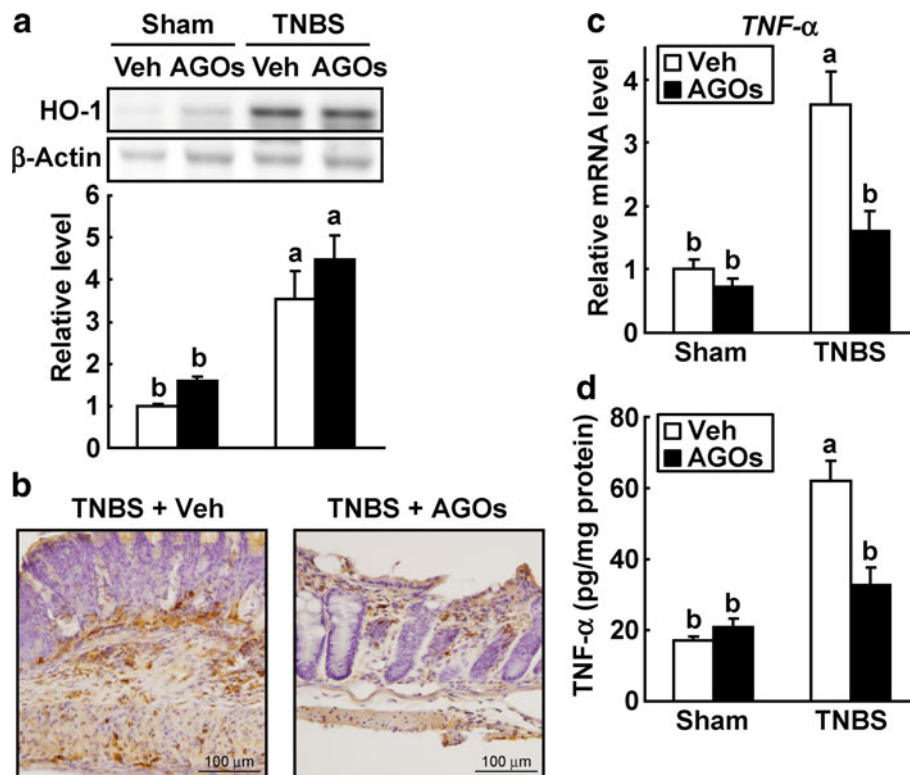 a
Sham TNBS
Veh AGOs Veh AGOs
HO-1
β-Actin
Relative level
6
5
4
3
2
1
0
b b a a
b
TNBS + Veh TNBS + AGOs
100 μm 100 μm
c
TNF-α
Veh
AGOs
Relative mRNA level
4
3
2
1
0
b b a b
Sham TNBS
d
Veh
AGOs
TNF-α (pg/mg protein)
80
60
40
20
0
b b a b
Sham TNBS